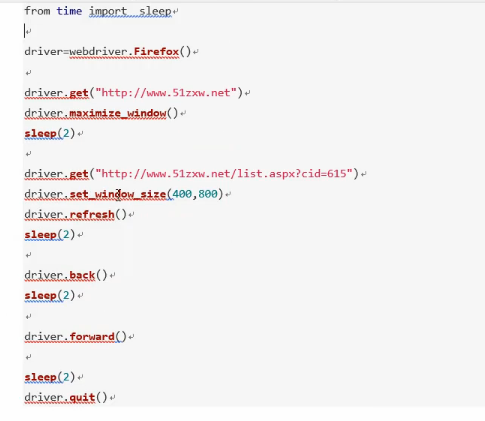 from time import sleep
driver=webdriver.Firefox()
driver.get("http://www.51zxw.net")
driver.maximize_window()
sleep(2)
driver.get("http://www.51zxw.net/list.aspx?cid=615")
driver.set_window_size(400,800)
driver.refresh()
sleep(2)
driver.back()
sleep(2)
driver.forward()
sleep(2)
driver.quit()